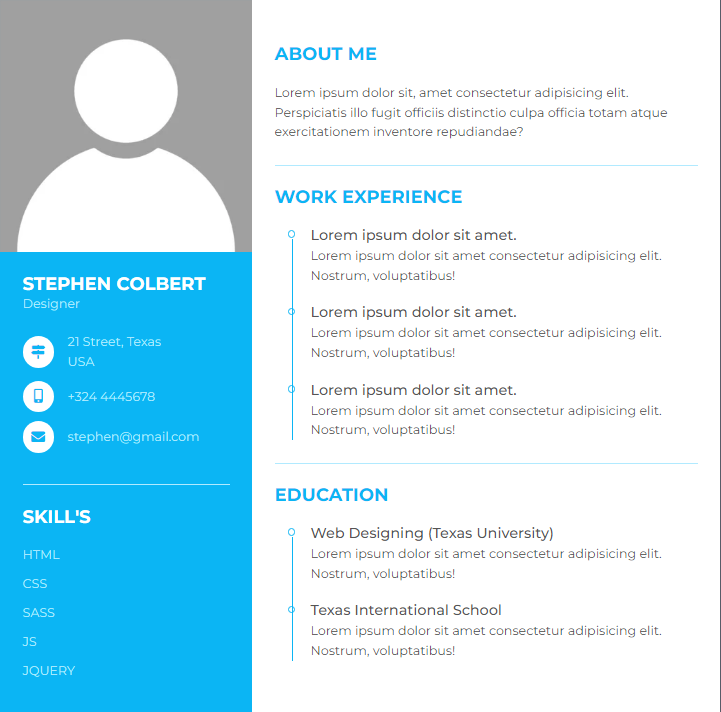 STEPHEN COLBERT
Designer
21 Street, Texas
USA
+324 4445678
stephen@gmail.com
SKILL'S
HTML
CSS
SASS
JS
JQUERY
ABOUT ME
Lorem ipsum dolor sit, amet consectetur adipisicing elit.
Perspiciatis illo fugit officiis distinctio culpa officia totam atque
exercitationem inventore repudiandae?
WORK EXPERIENCE
Lorem ipsum dolor sit amet.
Lorem ipsum dolor sit amet consectetur adipisicing elit.
Nostrum, voluptatibus!
Lorem ipsum dolor sit amet.
Lorem ipsum dolor sit amet consectetur adipisicing elit.
Nostrum, voluptatibus!
Lorem ipsum dolor sit amet.
Lorem ipsum dolor sit amet consectetur adipisicing elit.
Nostrum, voluptatibus!
EDUCATION
Web Designing (Texas University)
Lorem ipsum dolor sit amet consectetur adipisicing elit.
Nostrum, voluptatibus!
Texas International School
Lorem ipsum dolor sit amet consectetur adipisicing elit.
Nostrum, voluptatibus!